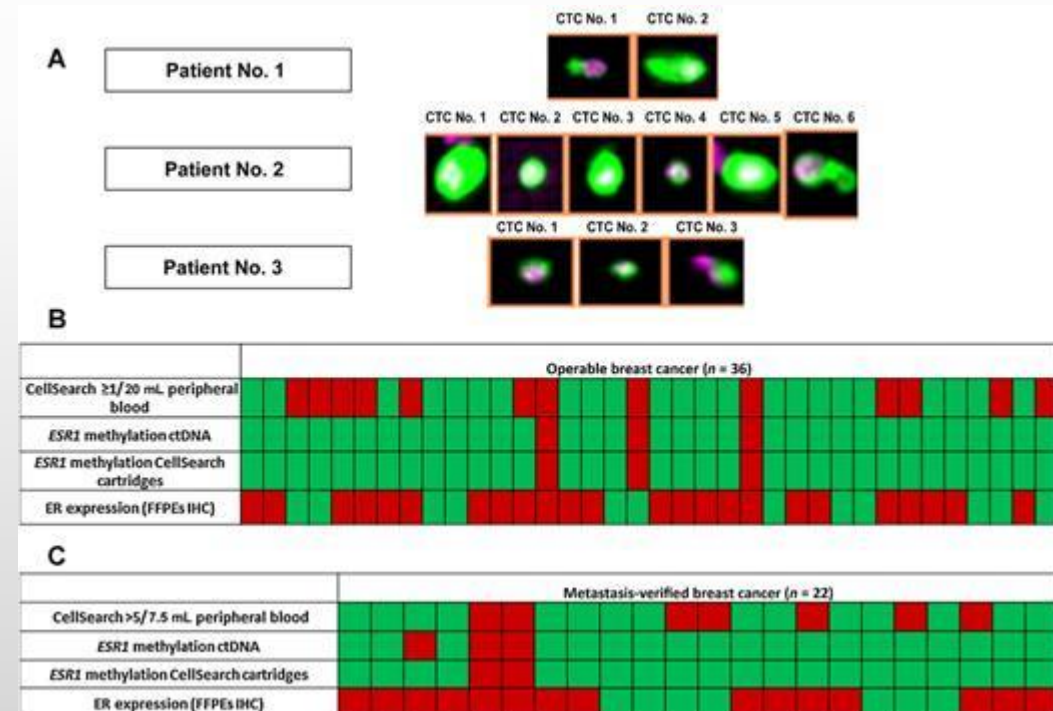 A
CTC No. 1 CTC No. 2
Patient No. 1
CTC No. 1 CTC No. 2 CTC No. 3 CTC No. 4 CTC No. 5 CTC No. 6
Patient No. 2
CTC No. 1 CTC No. 2 CTC No. 3
Patient No. 3
B
Operable breast cancer (n = 36)
CellSearch ≥1/20 mL peripheral
blood
ESR1 methylation ctDNA
ESR1 methylation CellSearch
cartridges
ER expression (FFPEs IHC)
C
Metastasis-verified breast cancer (n = 22)
CellSearch >5/7.5 mL peripheral blood
ESR1 methylation ctDNA
ESR1 methylation CellSearch cartridges
ER expression (FFPEs IHC)